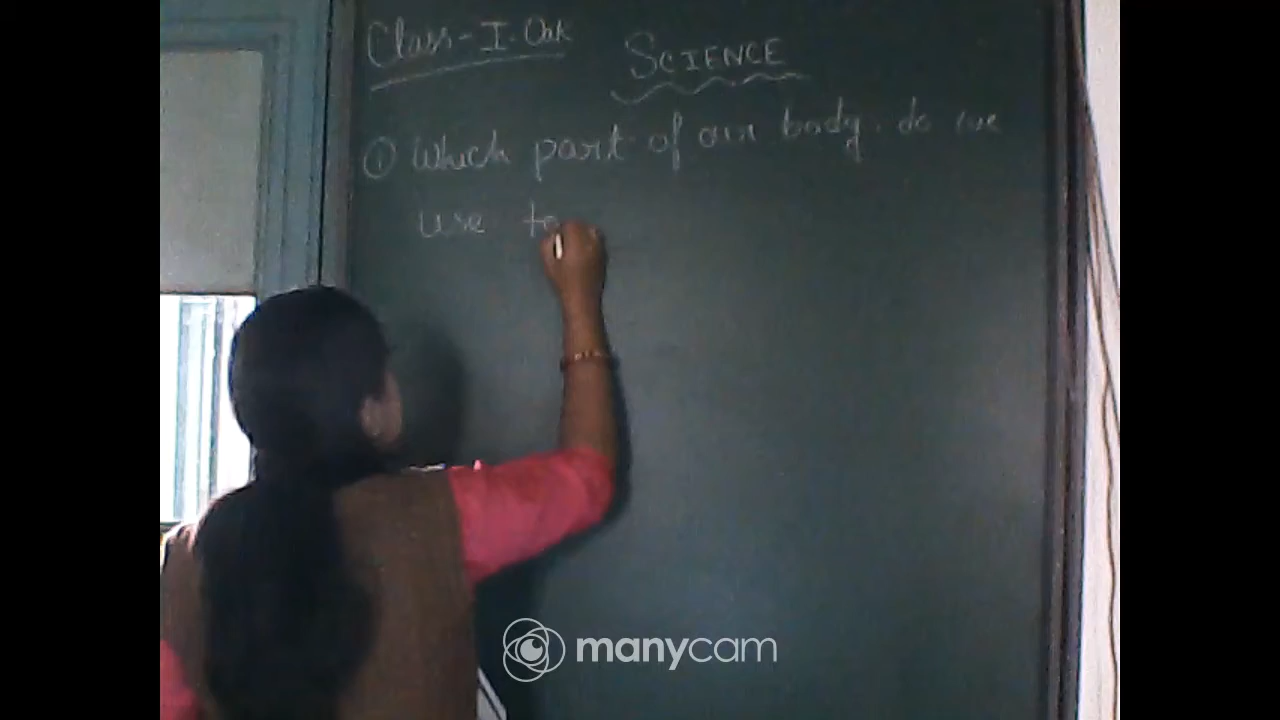 Class-I-Oak
SCIENCE
① Which part of our body do we
use to
manycam